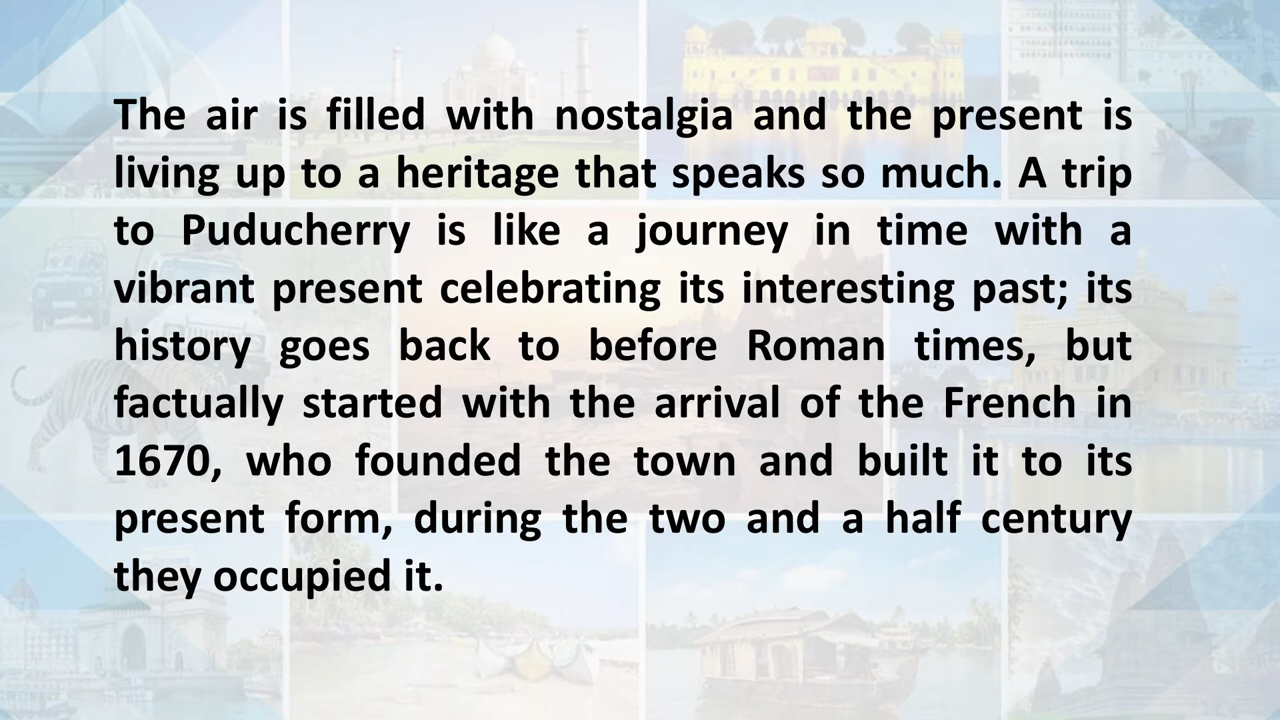 The air is filled with nostalgia and the present is
living up to a heritage that speaks so much. A trip
to Puducherry is like a journey in time with a
vibrant present celebrating its interesting past; its
history goes back to before Roman times, but
factually started with the arrival of the French in
1670, who founded the town and built it to its
present form, during the two and a half century
they occupied it.